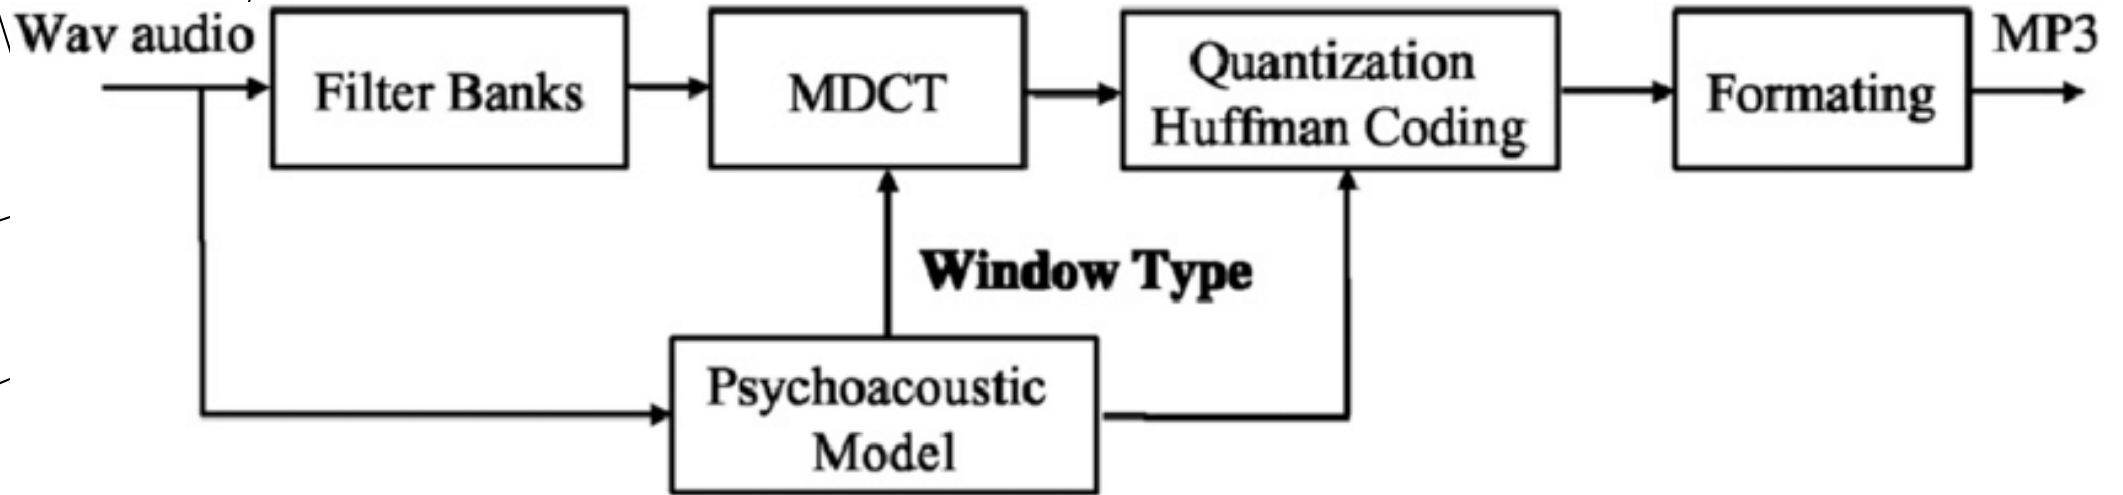 Wav audio
Filter Banks
MDCT
Quantization
Huffman Coding
Formating
MP3
Window Type
Psychoacoustic
Model